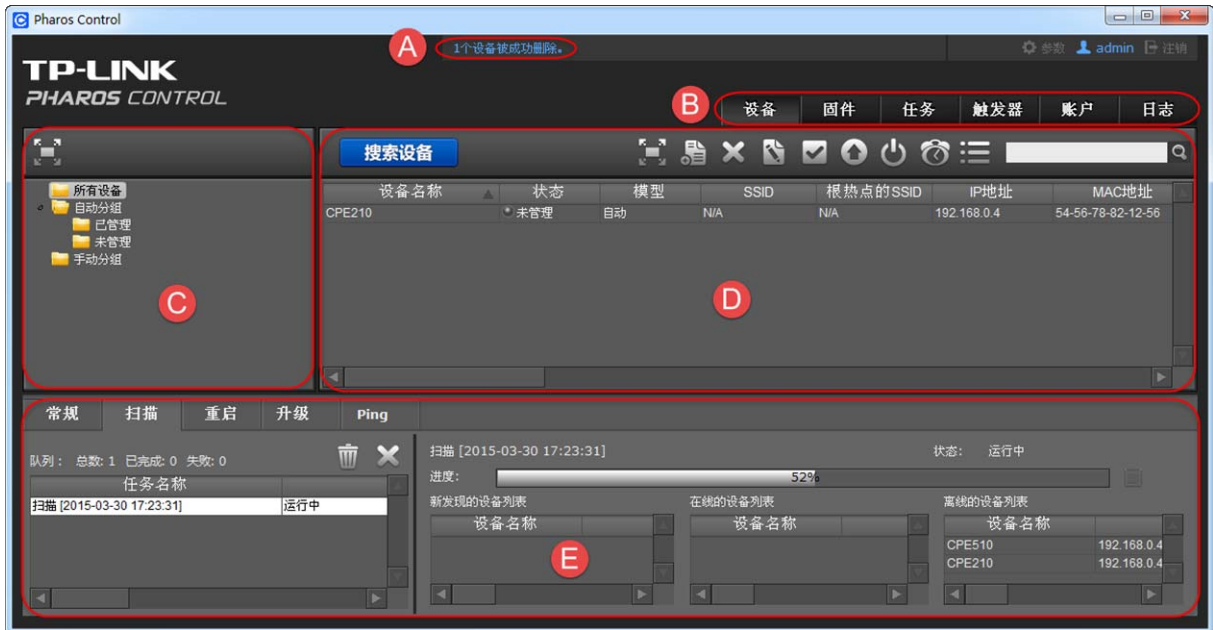 Pharos Control
A
1个设备被成功删除。
参数 admin 注销
TP-LINK
PHAROS CONTROL
B
设备 固件 任务 触发器 账户 日志
搜索设备
所有设备
自动分组
已管理
未管理
手动分组
C
设备名称 状态 模型 SSID 根热点的SSID IP地址 MAC地址
CPE210 未管理 自动 N/A N/A 192.168.0.4 54-56-78-82-12-56
D
常规 扫描 重启 升级 Ping
队列: 总数: 1 已完成: 0 失败: 0
任务名称
扫描 [2015-03-30 17:23:31] 运行中
扫描 [2015-03-30 17:23:31] 状态: 运行中
进度: 52%
新发现的设备列表 在线的设备列表 离线的设备列表
设备名称 设备名称 设备名称
CPE510 192.168.0.4
CPE210 192.168.0.4
E